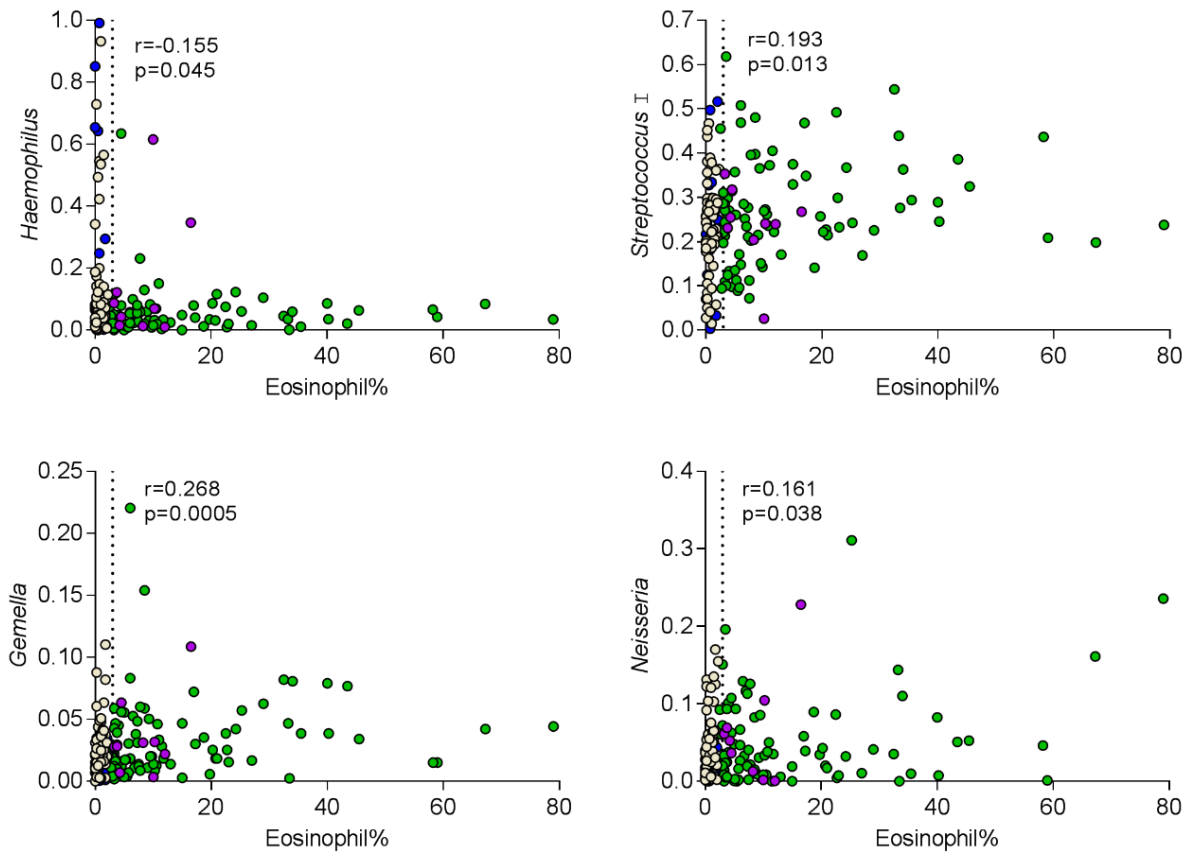 1.0
0.8
0.6
0.4
0.2
0.0
Haemophilus
r=-0.155
p=0.045
0 20 40 60 80
Eosinophil%
0.7
0.6
0.5
0.4
0.3
0.2
0.1
0.0
Streptococcus I
r=0.193
p=0.013
0 20 40 60 80
Eosinophil%
0.25
0.20
0.15
0.10
0.05
0.00
Gemella
r=0.268
p=0.0005
0 20 40 60 80
Eosinophil%
0.4
0.3
0.2
0.1
0.0
Neisseria
r=0.161
p=0.038
0 20 40 60 80
Eosinophil%